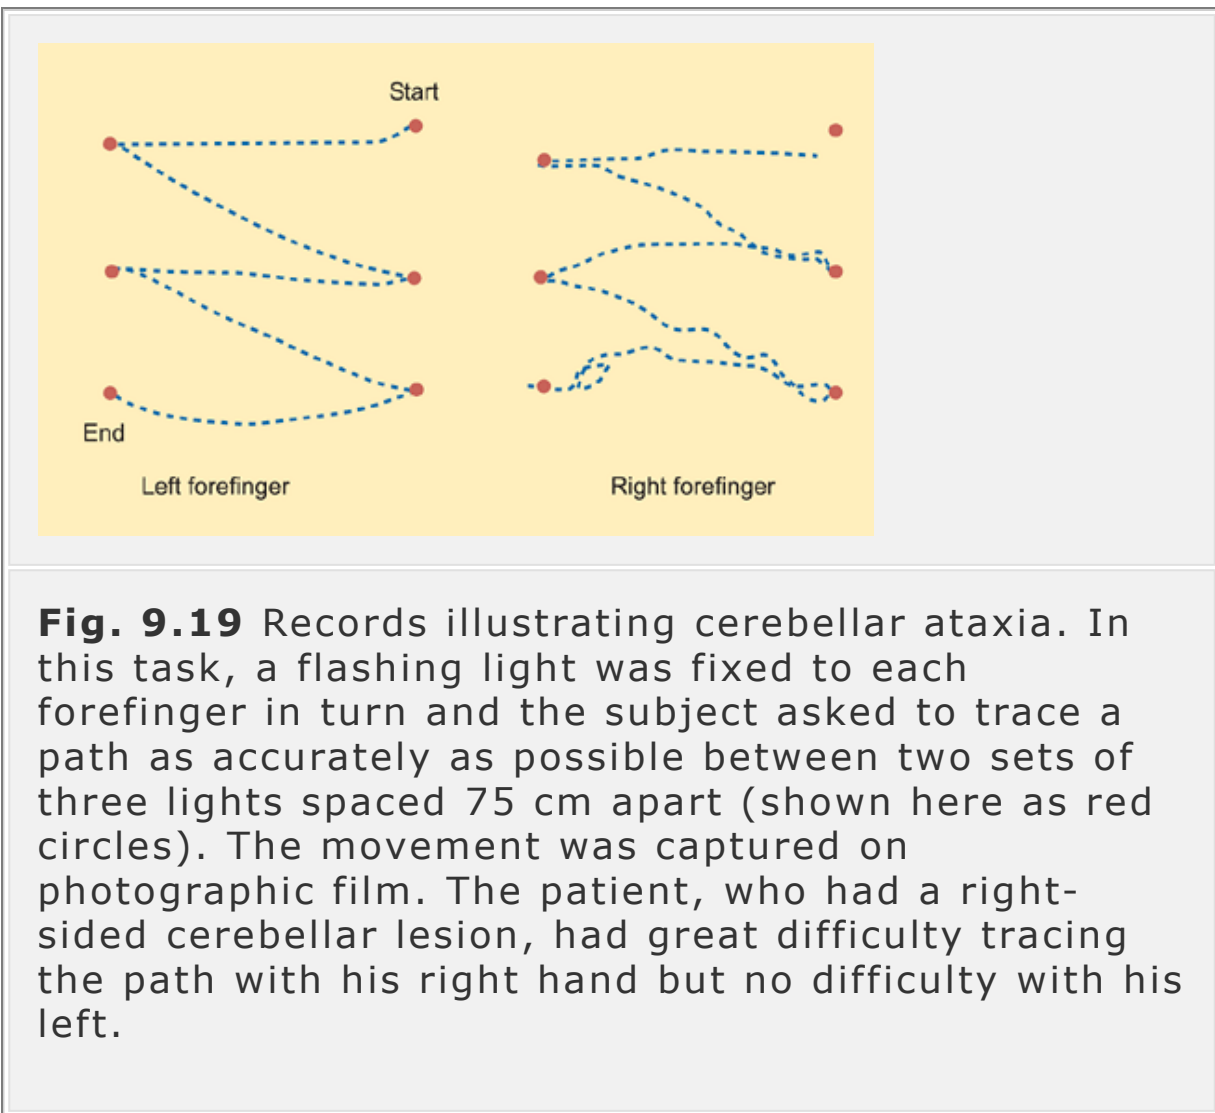 Start
End
Left forefinger
Right forefinger
Fig. 9.19 Records illustrating cerebellar ataxia. In
this task, a flashing light was fixed to each
forefinger in turn and the subject asked to trace a
path as accurately as possible between two sets of
three lights spaced 75 cm apart (shown here as red
circles). The movement was captured on
photographic film. The patient, who had a right-
sided cerebellar lesion, had great difficulty tracing
the path with his right hand but no difficulty with his
left.